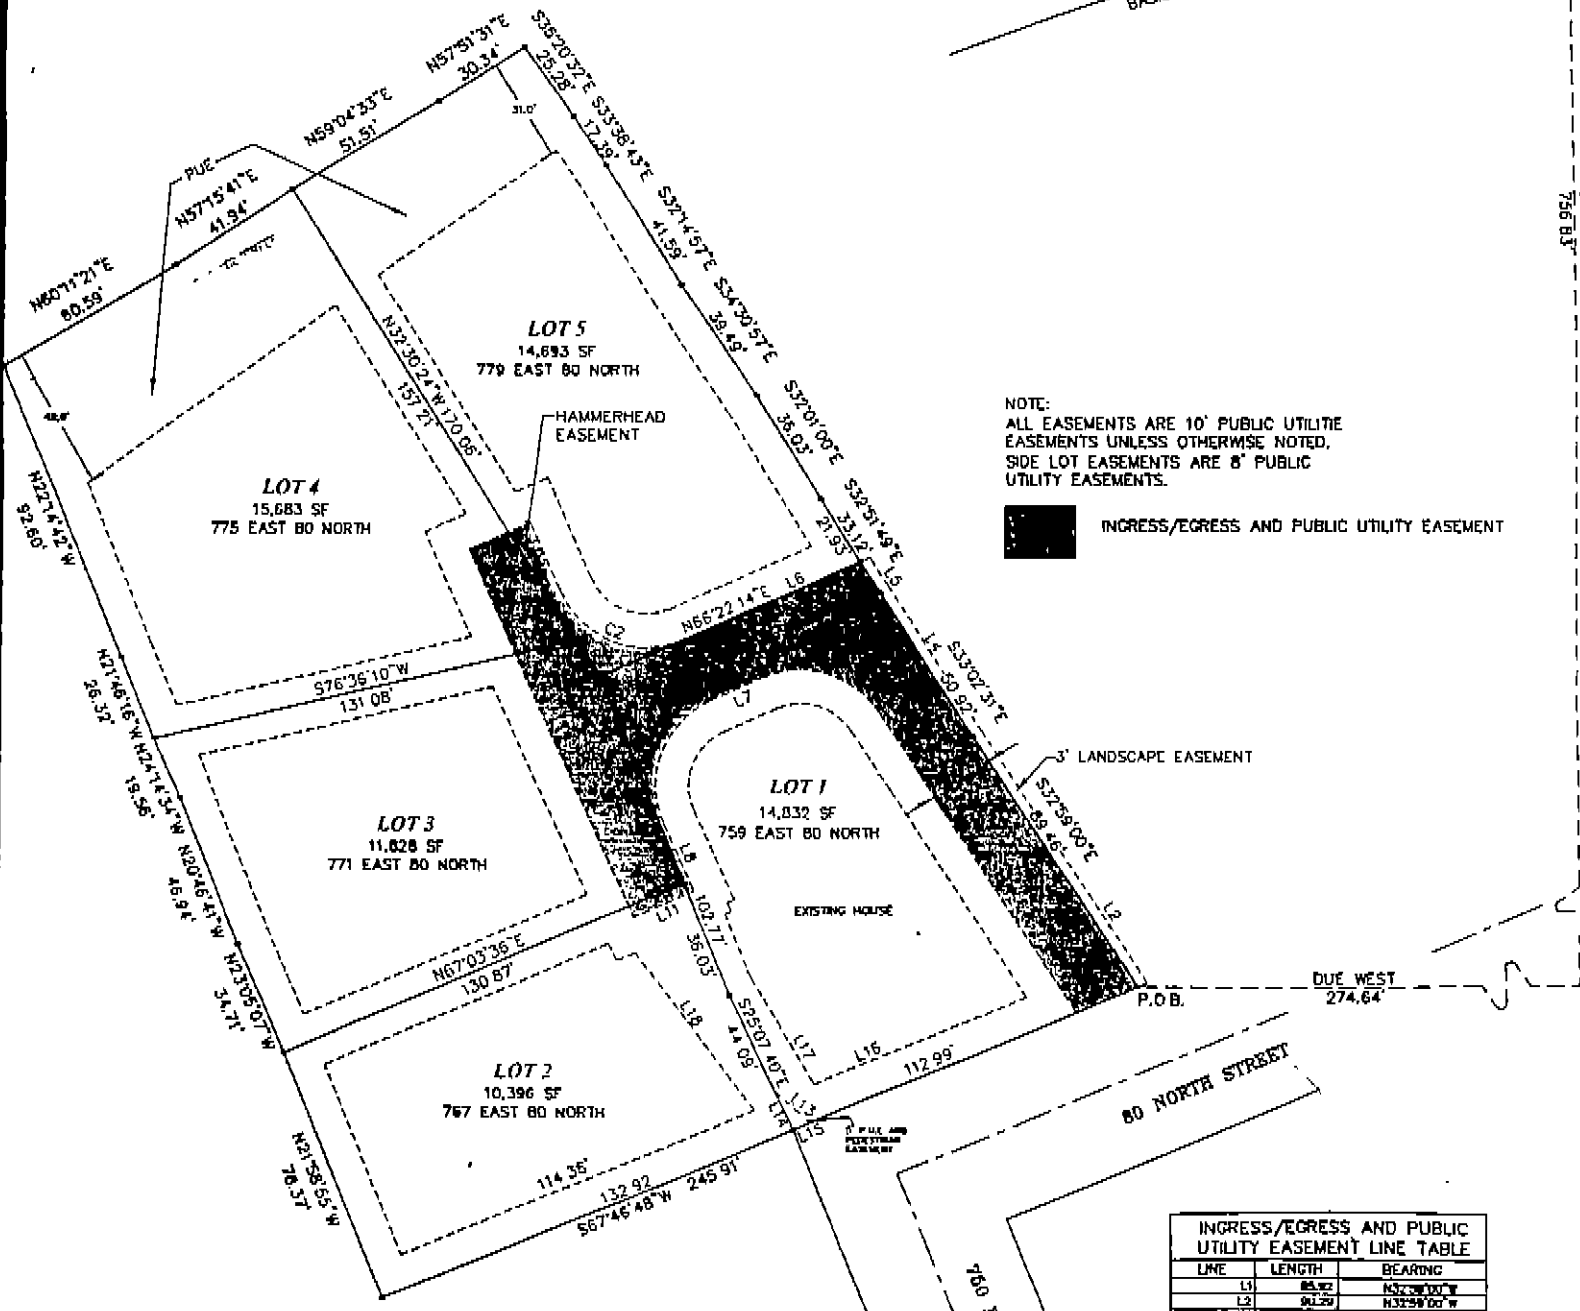 N57°51'31"E
30.34'
S35°20'32"E
25.28'
N59°04'33"E
51.51'
31.0'
S33°38'43"E
17.39'
PUE
N57°15'41"E
41.94'
N60°11'21"E
60.59'
S32°14'57"E
41.59'
S34°30'57"E
39.49'
756 83'
N32°30'24"W 170.06'
157 21'
LOT 5
14,693 SF
779 EAST 80 NORTH
HAMMERHEAD
EASEMENT
S32°01'00"E
36.03'
NOTE:
ALL EASEMENTS ARE 10' PUBLIC UTILITIE
EASEMENTS UNLESS OTHERWISE NOTED.
SIDE LOT EASEMENTS ARE 8' PUBLIC
UTILITY EASEMENTS.
INGRESS/EGRESS AND PUBLIC UTILITY EASEMENT
N22°14'42"W
92.60'
LOT 4
15,683 SF
775 EAST 80 NORTH
S32°51'49"E
33.12'
21.93'
L5
L6
N66°22 14"E
C2
L4
50 92'
S33°02'31"E
N21°46'16"W
26.32'
S76°36'10"W
131 08'
L7
3' LANDSCAPE EASEMENT
N24°14'34"W
19.56'
LOT 1
14,032 SF
759 EAST 80 NORTH
S32°59'00"E
89.46'
LOT 3
11,828 SF
771 EAST 80 NORTH
N20°46'41"W
L8
L11
102.77'
36.03'
EXISTING HOUSE
L2
N67°03'36"E
130 87'
N23°05'07"W
34.71'
DUE WEST
274.64'
P.O B.
L18
S25°07'40"E
44 09'
L17
L16
112 99'
LOT 2
10,396 SF
767 EAST 80 NORTH
L13
L14
L15
80 NORTH STREET
N21°58'55"W
78.37'
114 36'
132 92
245 91'
S67°46'48"W
EASEMENT
760
INGRESS/EGRESS AND PUBLIC
UTILITY EASEMENT LINE TABLE
LINE LENGTH BEARING
L1
L2